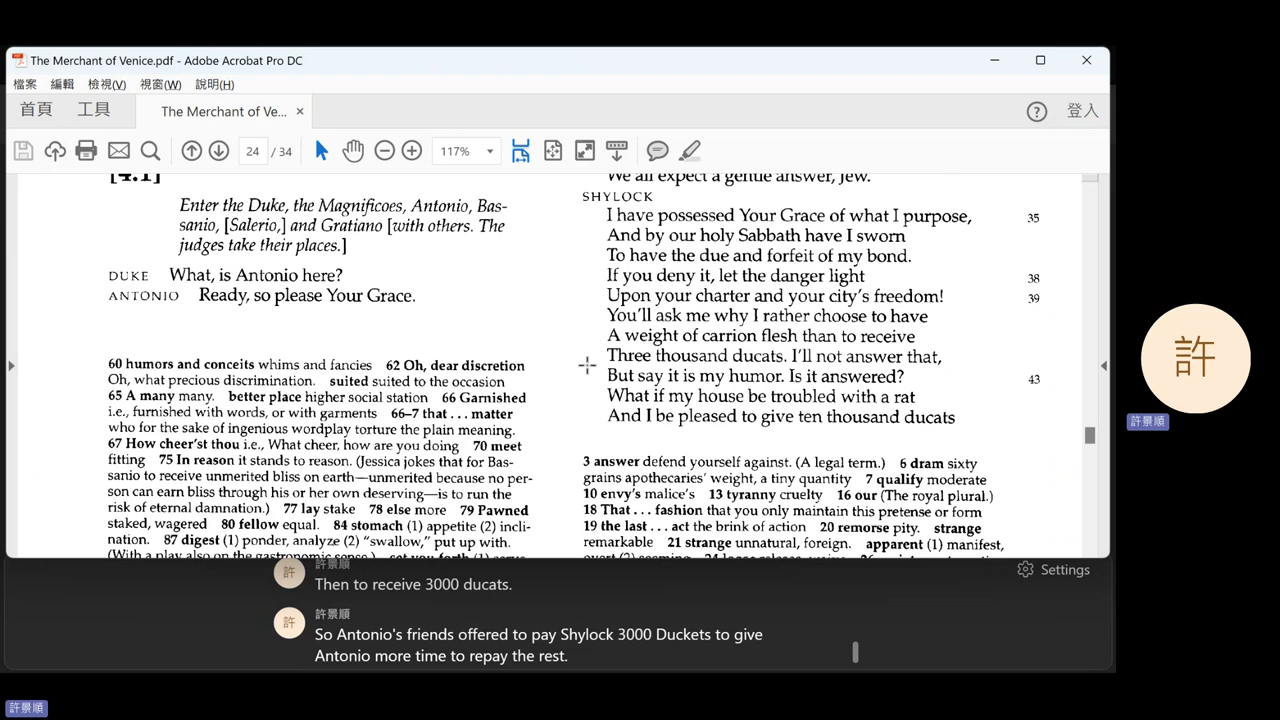 The Merchant of Venice.pdf - Adobe Acrobat Pro DC
檔案 編輯 檢視(V) 視窗(W) 說明(H)
首頁 工具 The Merchant of Ve... × 登入
24 / 34 117%
[4.1]
Enter the Duke, the Magnificoes, Antonio, Bas-
sanio, [Salerio,] and Gratiano [with others. The
judges take their places.]
DUKE What, is Antonio here?
ANTONIO Ready, so please Your Grace.
60 humors and conceits whims and fancies 62 Oh, dear discretion
Oh, what precious discrimination. suited suited to the occasion
65 A many many. better place higher social station 66 Garnished
i.e., furnished with words, or with garments 66–7 that . . . matter
who for the sake of ingenious wordplay torture the plain meaning.
67 How cheer'st thou i.e., What cheer, how are you doing 70 meet
fitting 75 In reason it stands to reason. (Jessica jokes that for Bas-
sanio to receive unmerited bliss on earth—unmerited because no per-
son can earn bliss through his or her own deserving—is to run the
risk of eternal damnation.) 77 lay stake 78 else more 79 Pawned
staked, wagered 80 fellow equal. 84 stomach (1) appetite (2) incli-
nation. 87 digest (1) ponder, analyze (2) "swallow," put up with.
(With a play also on the gastronomic sense.) set you forth (1) serve
We all expect a gentle answer, Jew.
SHYLOCK
I have possessed Your Grace of what I purpose, 35
And by our holy Sabbath have I sworn
To have the due and forfeit of my bond.
If you deny it, let the danger light 38
Upon your charter and your city's freedom! 39
You'll ask me why I rather choose to have
A weight of carrion flesh than to receive
Three thousand ducats. I'll not answer that,
But say it is my humor. Is it answered? 43
What if my house be troubled with a rat
And I be pleased to give ten thousand ducats
3 answer defend yourself against. (A legal term.) 6 dram sixty
grains apothecaries' weight, a tiny quantity 7 qualify moderate
10 envy's malice's 13 tyranny cruelty 16 our (The royal plural.)
18 That . . . fashion that you only maintain this pretense or form
19 the last . . . act the brink of action 20 remorse pity. strange
remarkable 21 strange unnatural, foreign. apparent (1) manifest,
overt (2) seeming
許 許景順
Then to receive 3000 ducats.
Settings
許 許景順
So Antonio's friends offered to pay Shylock 3000 Duckets to give
Antonio more time to repay the rest.
許
許景順
許景順